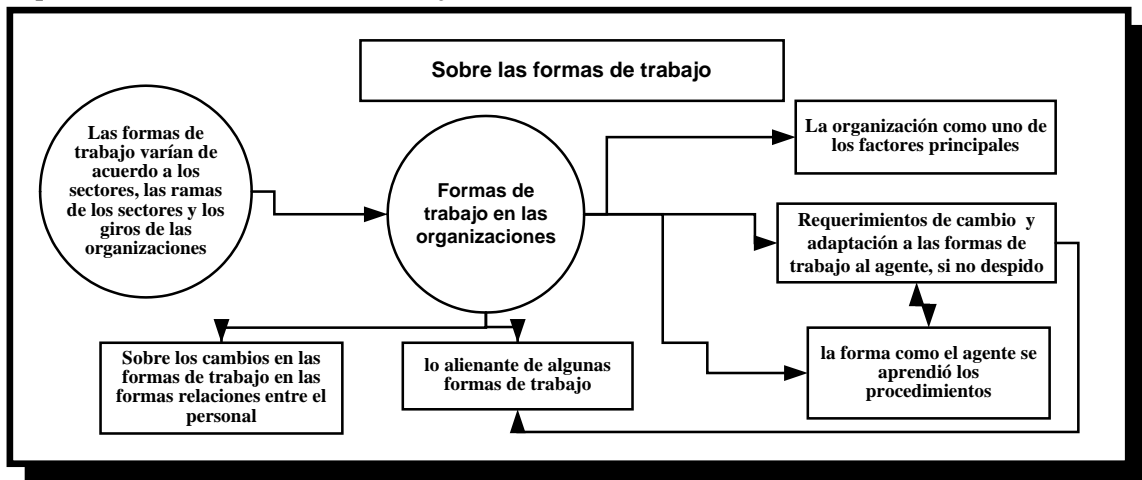 Sobre las formas de trabajo
Las formas de
trabajo varían de
acuerdo a los
sectores, las ramas
de los sectores y los
giros de las
organizaciones
Formas de
trabajo en las
organizaciones
La organización como uno de
los factores principales
Requerimientos de cambio y
adaptación a las formas de
trabajo al agente, si no despido
la forma como el agente se
aprendió los
procedimientos
Sobre los cambios en las
formas de trabajo en las
formas relaciones entre el
personal
lo alienante de algunas
formas de trabajo